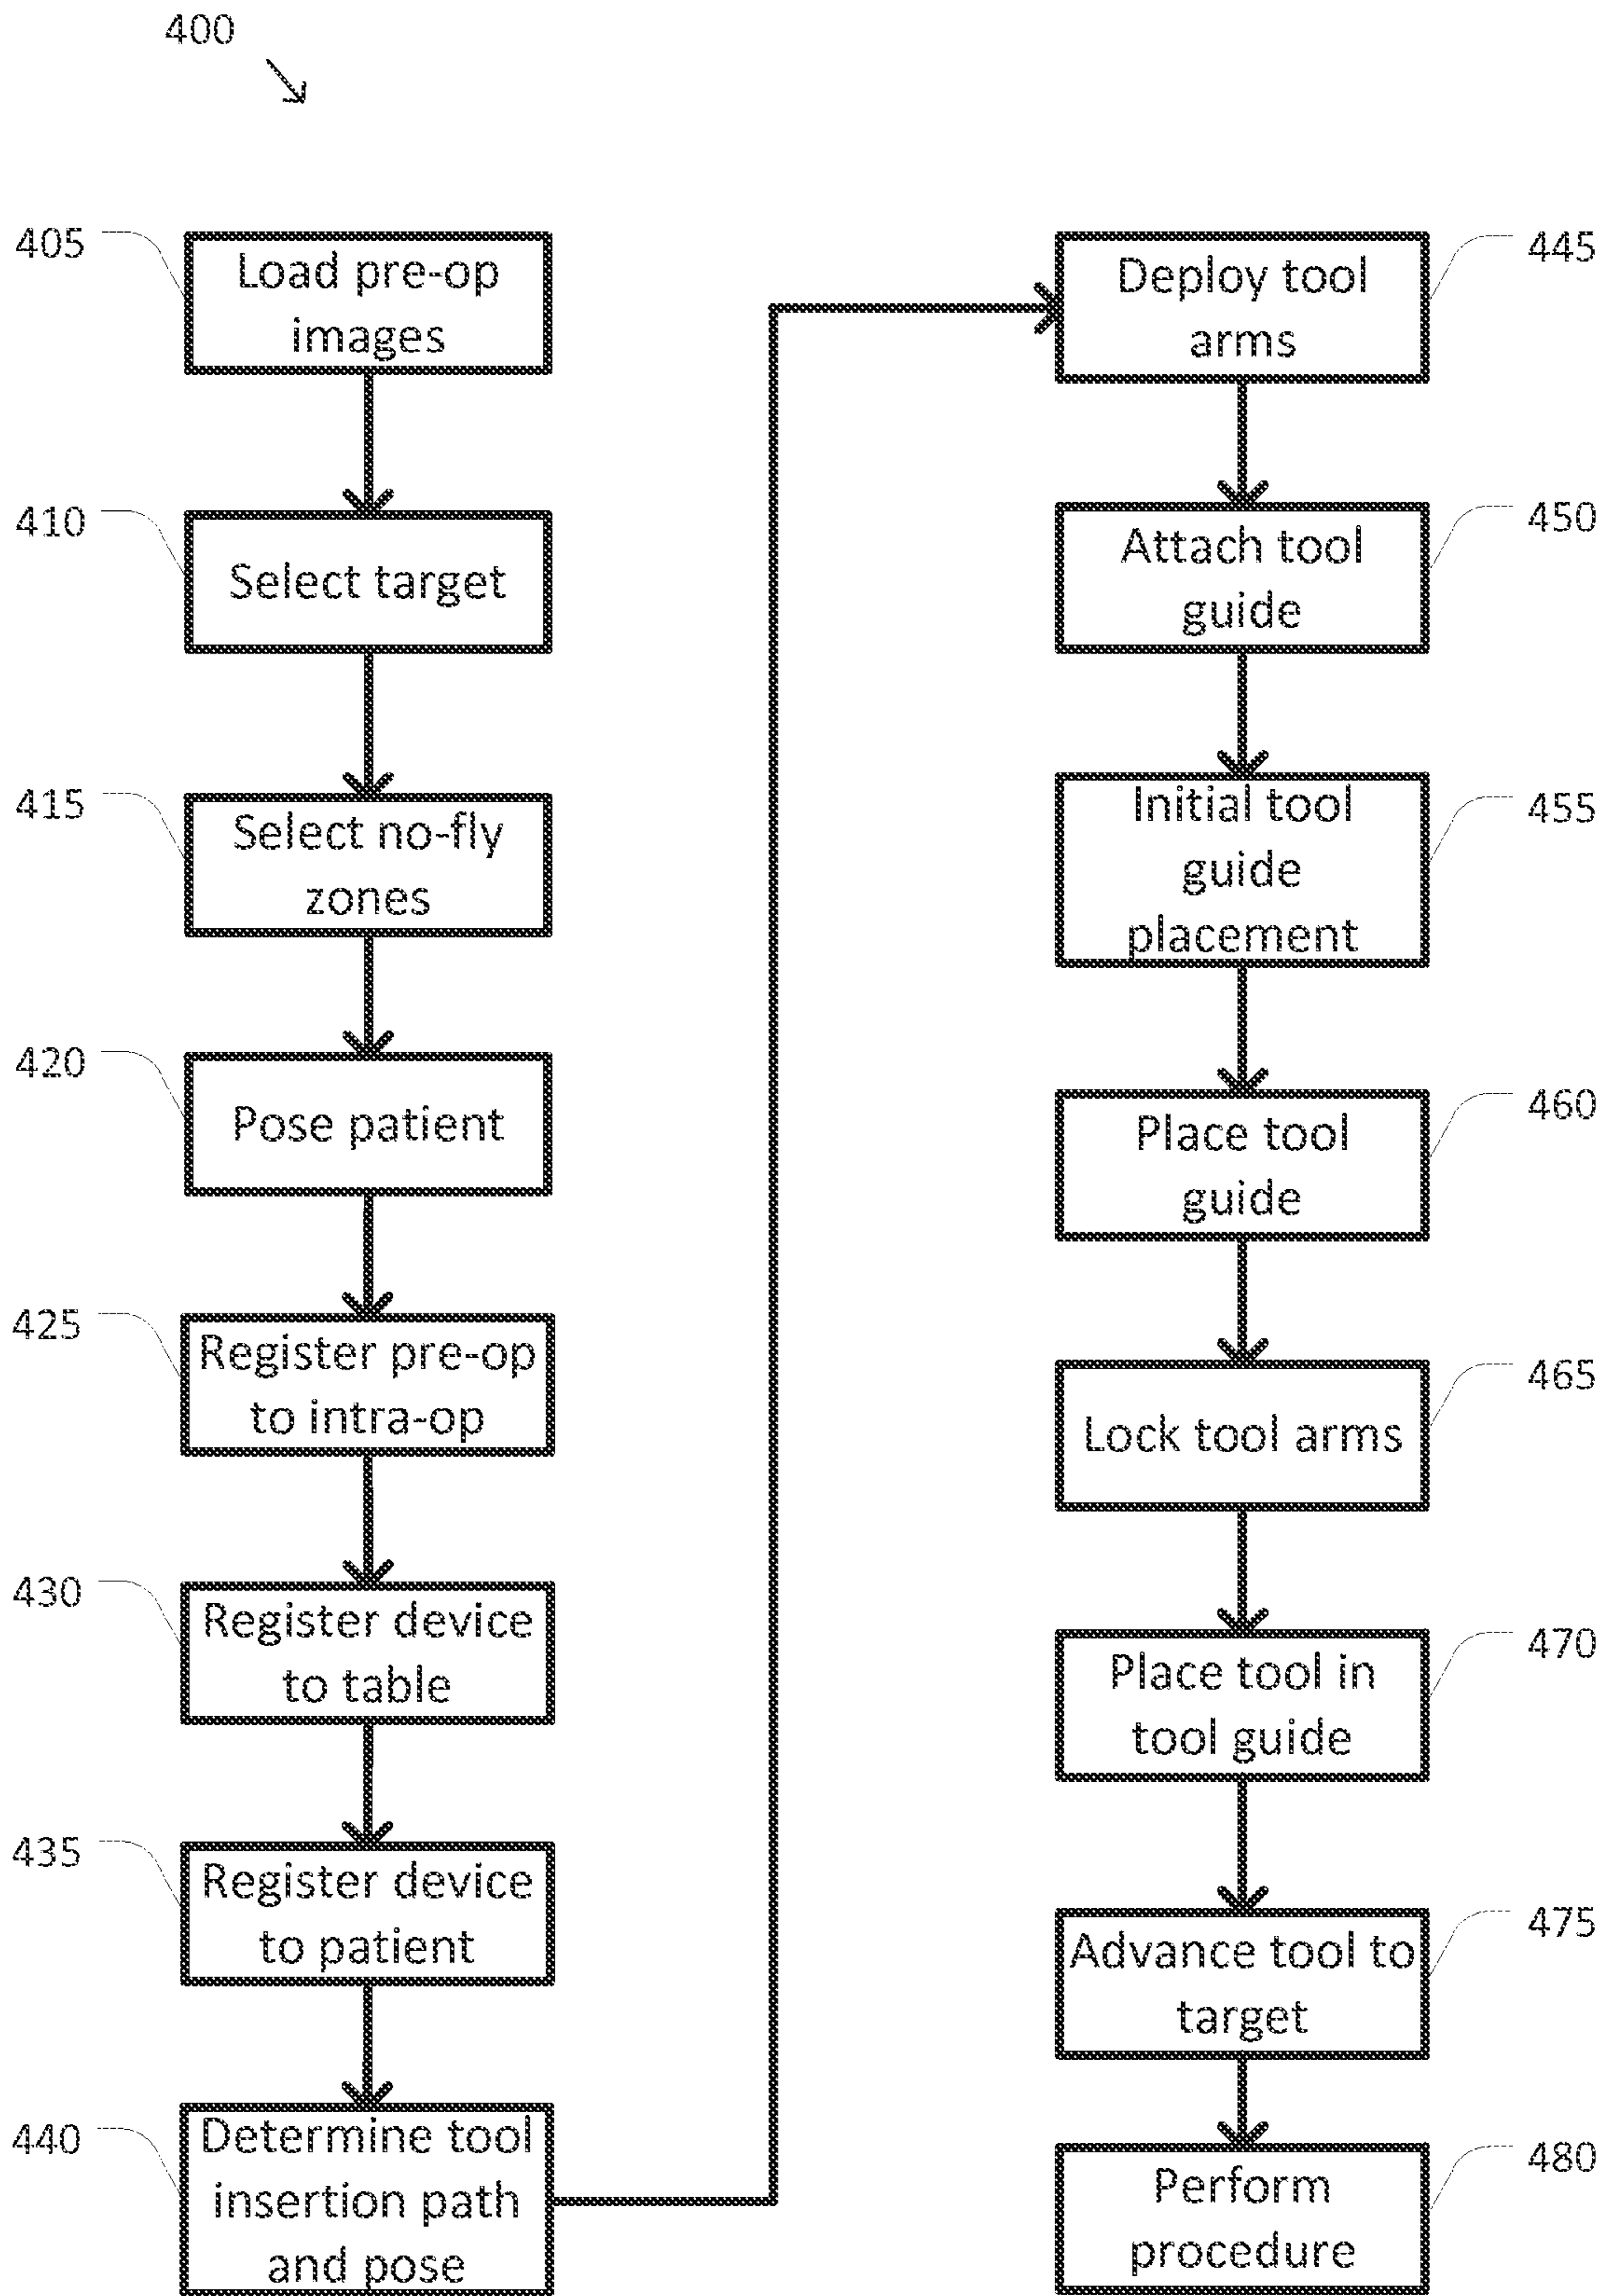 400
405
Load pre-op
images
410
Select target
415
Select no-fly
zones
420
Pose patient
425
Register pre-op
to intra-op
430
Register device
to table
435
Register device
to patient
440
Determine tool
insertion path
and pose
445
Deploy tool
arms
450
Attach tool
guide
455
Initial tool
guide
placement
460
Place tool
guide
465
Lock tool arms
470
Place tool in
tool guide
475
Advance tool to
target
480
Perform
procedure